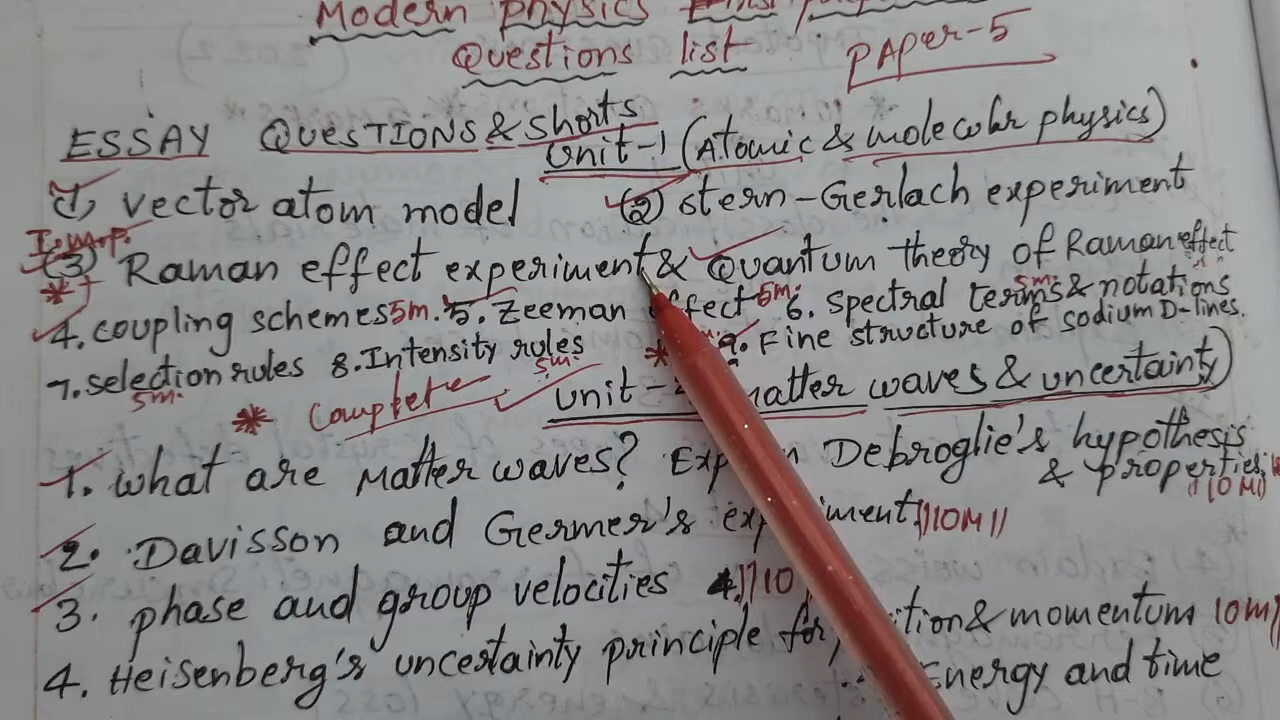 Modern physics
Questions list PAPer-5
ESSAY QUESTIONS & Shorts
Unit-1 (Atomic & molecular physics)
1) vector atom model (2) stern-Gerlach experiment
I.m.p.
(3) Raman effect experiment & Quantum theory of Raman effect
4. coupling schemes 5m. 5. Zeeman effect 5m. 6. spectral terms & notations 5m.
7. selection rules 5m. 8. Intensity rules 5m. 9. Fine structure of sodium D-lines.
* Complete
Unit- matter waves & uncertainty)
1. what are Matter waves? Debroglie's hypothesis & properties //10M//
2. Davisson and Germer's experiment //10M//
3. phase and group velocities
4. Heisenberg's uncertainty principle for & momentum 10M
Energy and time